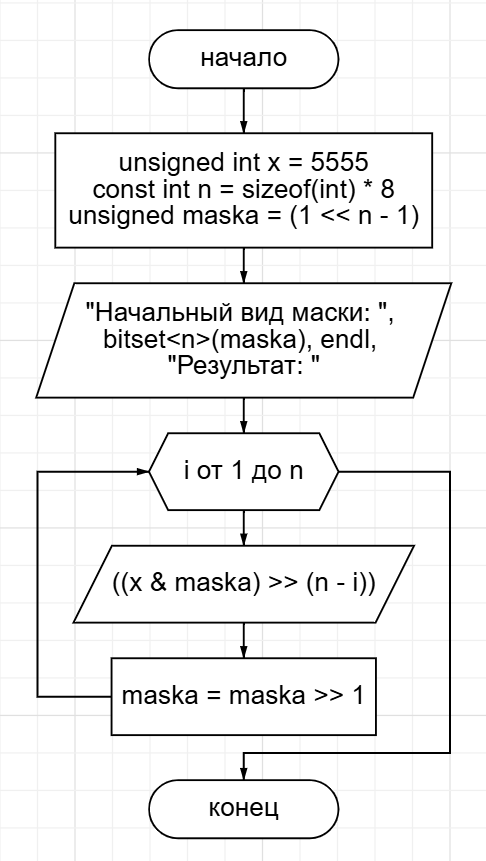 начало
unsigned int x = 5555
const int n = sizeof(int) * 8
unsigned maska = (1 << n - 1)
"Начальный вид маски: ",
bitset<n>(maska), endl,
"Результат: "
i от 1 до n
((x & maska) >> (n - i))
maska = maska >> 1
конец